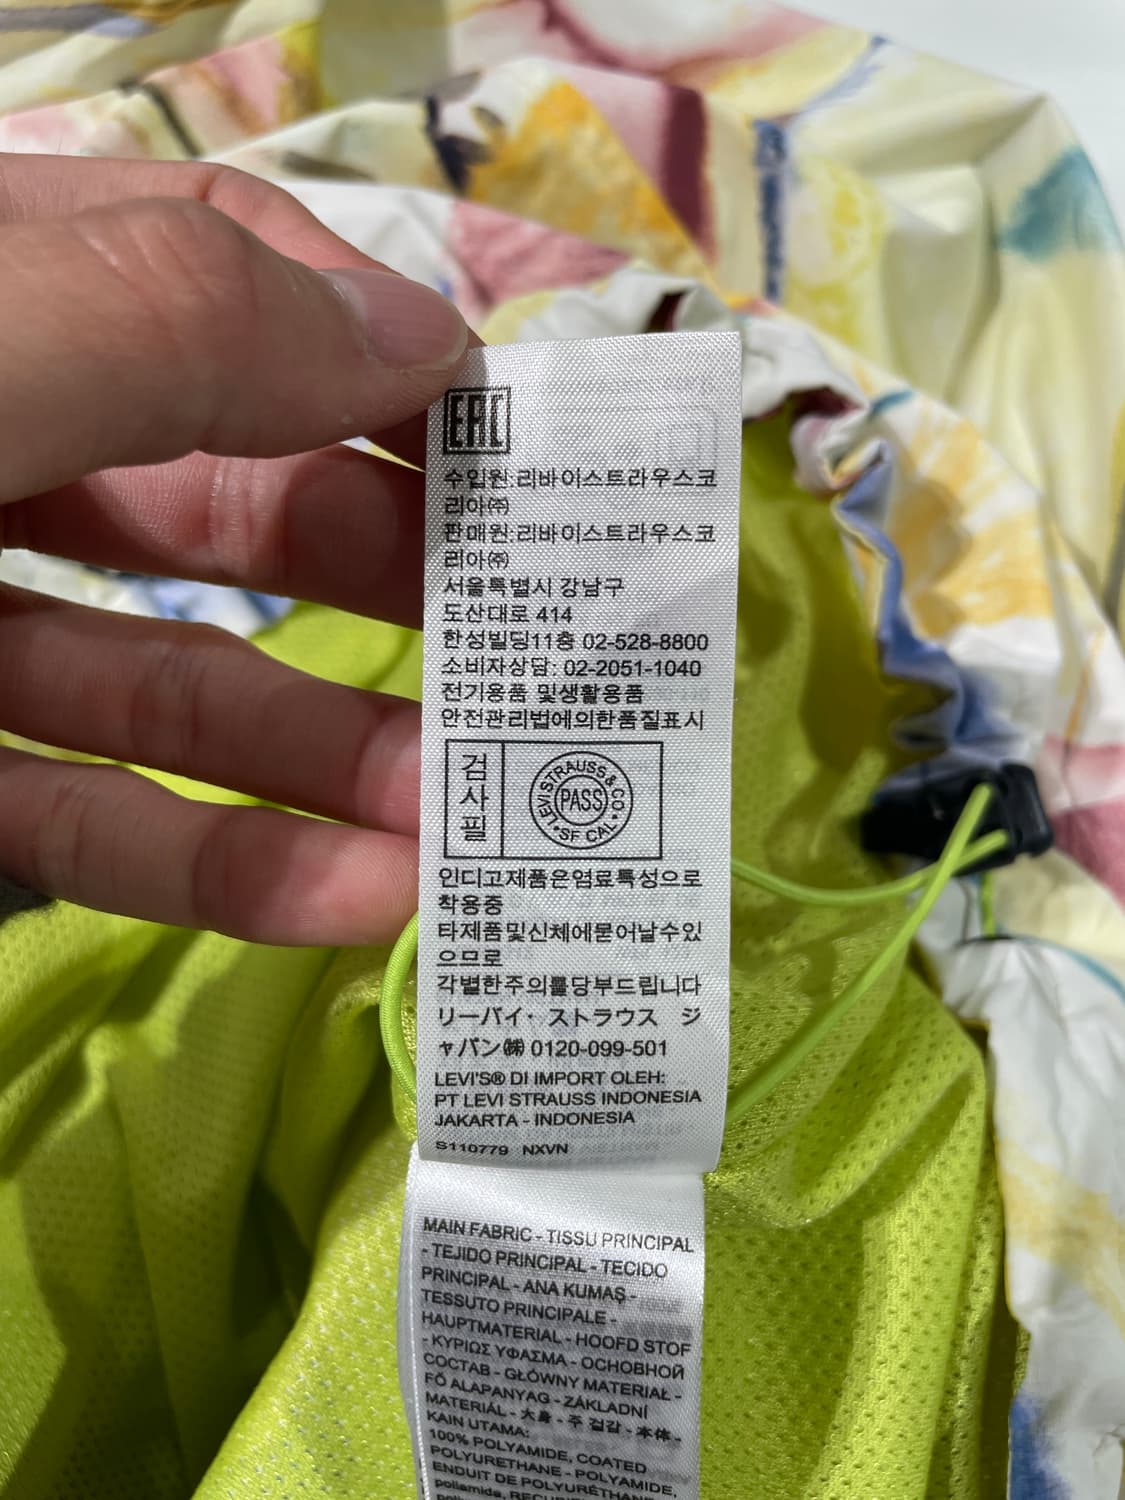 EAC
수입원:리바이스트라우스코
리아㈜
판매원:리바이스트라우스코
리아㈜
서울특별시 강남구
도산대로 414
한성빌딩11층 02-528-8800
소비자상담: 02-2051-1040
전기용품 및생활용품
안전관리법에의한품질표시
검
사
필
LEVI STRAUSS & CO.
PASS
SF CAL
인디고제품은염료특성으로
착용중
타제품및신체에묻어날수있
으므로
각별한주의를당부드립니다
リーバイ・ストラウス ジ
ャパン㈱ 0120-099-501
LEVI'S® DI IMPORT OLEH:
PT LEVI STRAUSS INDONESIA
JAKARTA - INDONESIA
S110779 NXVN
MAIN FABRIC - TISSU PRINCIPAL
- TEJIDO PRINCIPAL - TECIDO
PRINCIPAL - ANA KUMAŞ -
TESSUTO PRINCIPALE -
HAUPTMATERIAL - HOOFD STOF
- ΚΥΡΙΩΣ ΥΦΑΣΜΑ - ОСНОВНОЙ
СОСТАВ - GŁÓWNY MATERIAŁ -
FŐ ALAPANYAG - ZÁKLADNÍ
MATERIÁL - 大身 - 주 겉감 - 本体 -
KAIN UTAMA:
100% POLYAMIDE, COATED
POLYURETHANE - POLYAMIDE,
ENDUIT DE POLYURÉTHANE -
poliamida,